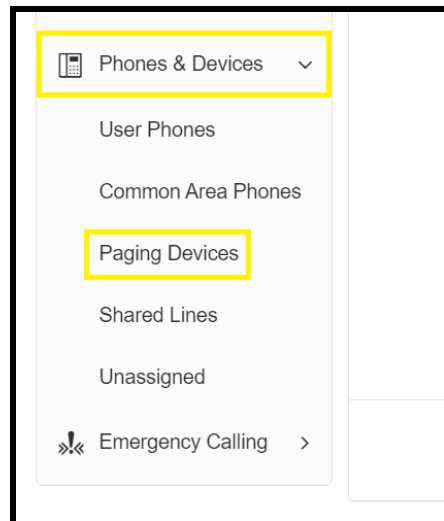 Phones & Devices
User Phones
Common Area Phones
Paging Devices
Shared Lines
Unassigned
Emergency Calling